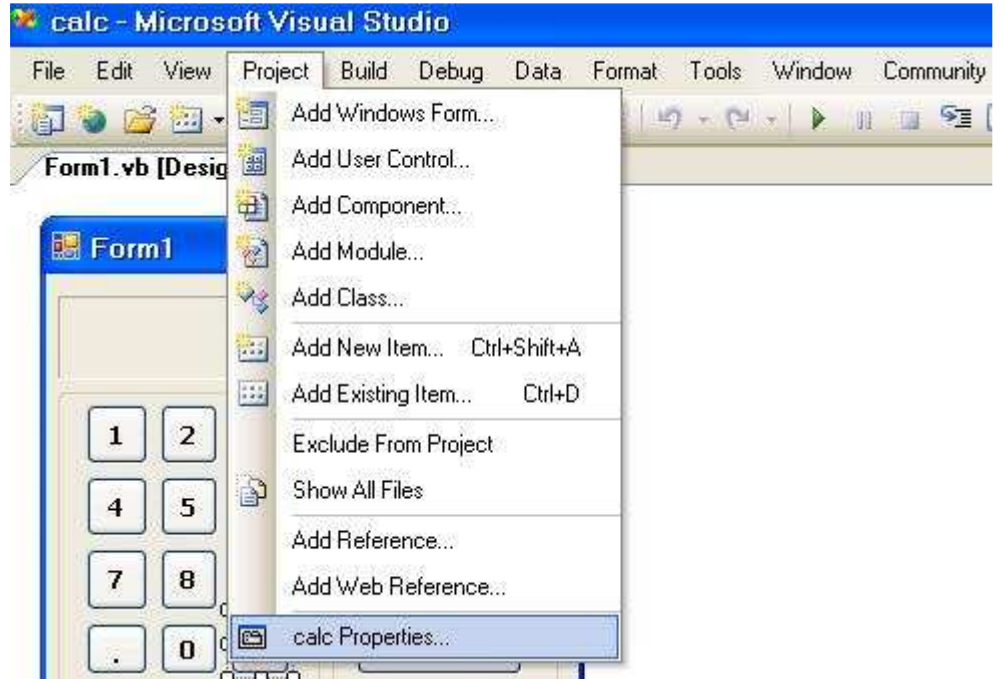 calc - Microsoft Visual Studio
File Edit View Project Build Debug Data Format Tools Window Community
Form1.vb [Desig
Form1
Add Windows Form...
Add User Control...
Add Component...
Add Module...
Add Class...
Add New Item... Ctrl+Shift+A
Add Existing Item... Ctrl+D
Exclude From Project
Show All Files
Add Reference...
Add Web Reference...
calc Properties...
1 2
4 5
7 8
. 0